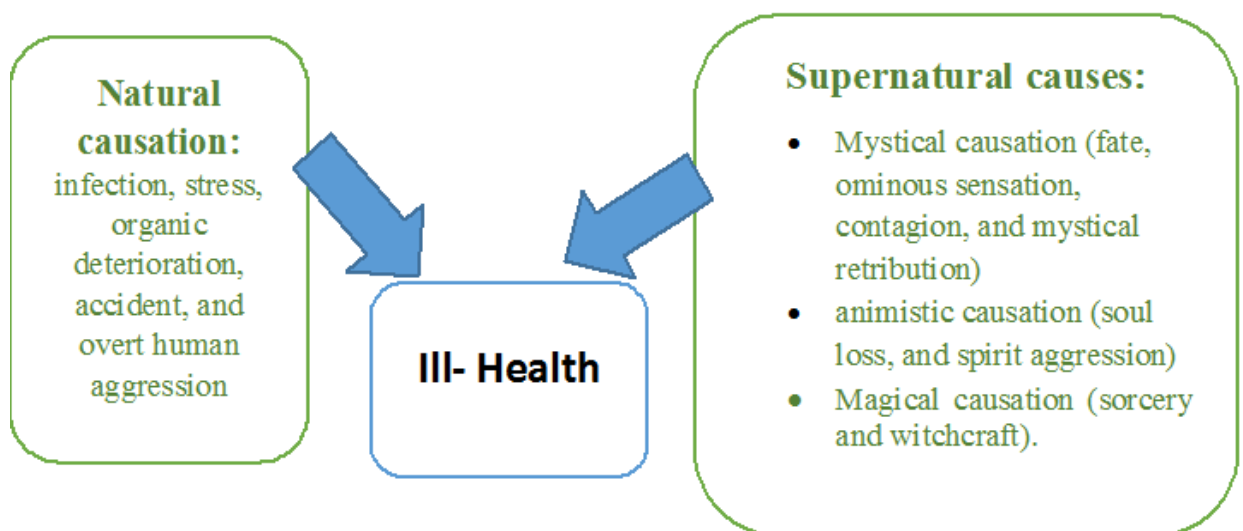 Natural
causation:
infection, stress,
organic
deterioration,
accident, and
overt human
aggression
Supernatural causes:
• Mystical causation (fate,
ominous sensation,
contagion, and mystical
retribution)
• animistic causation (soul
loss, and spirit aggression)
• Magical causation (sorcery
and witchcraft).
Ill- Health